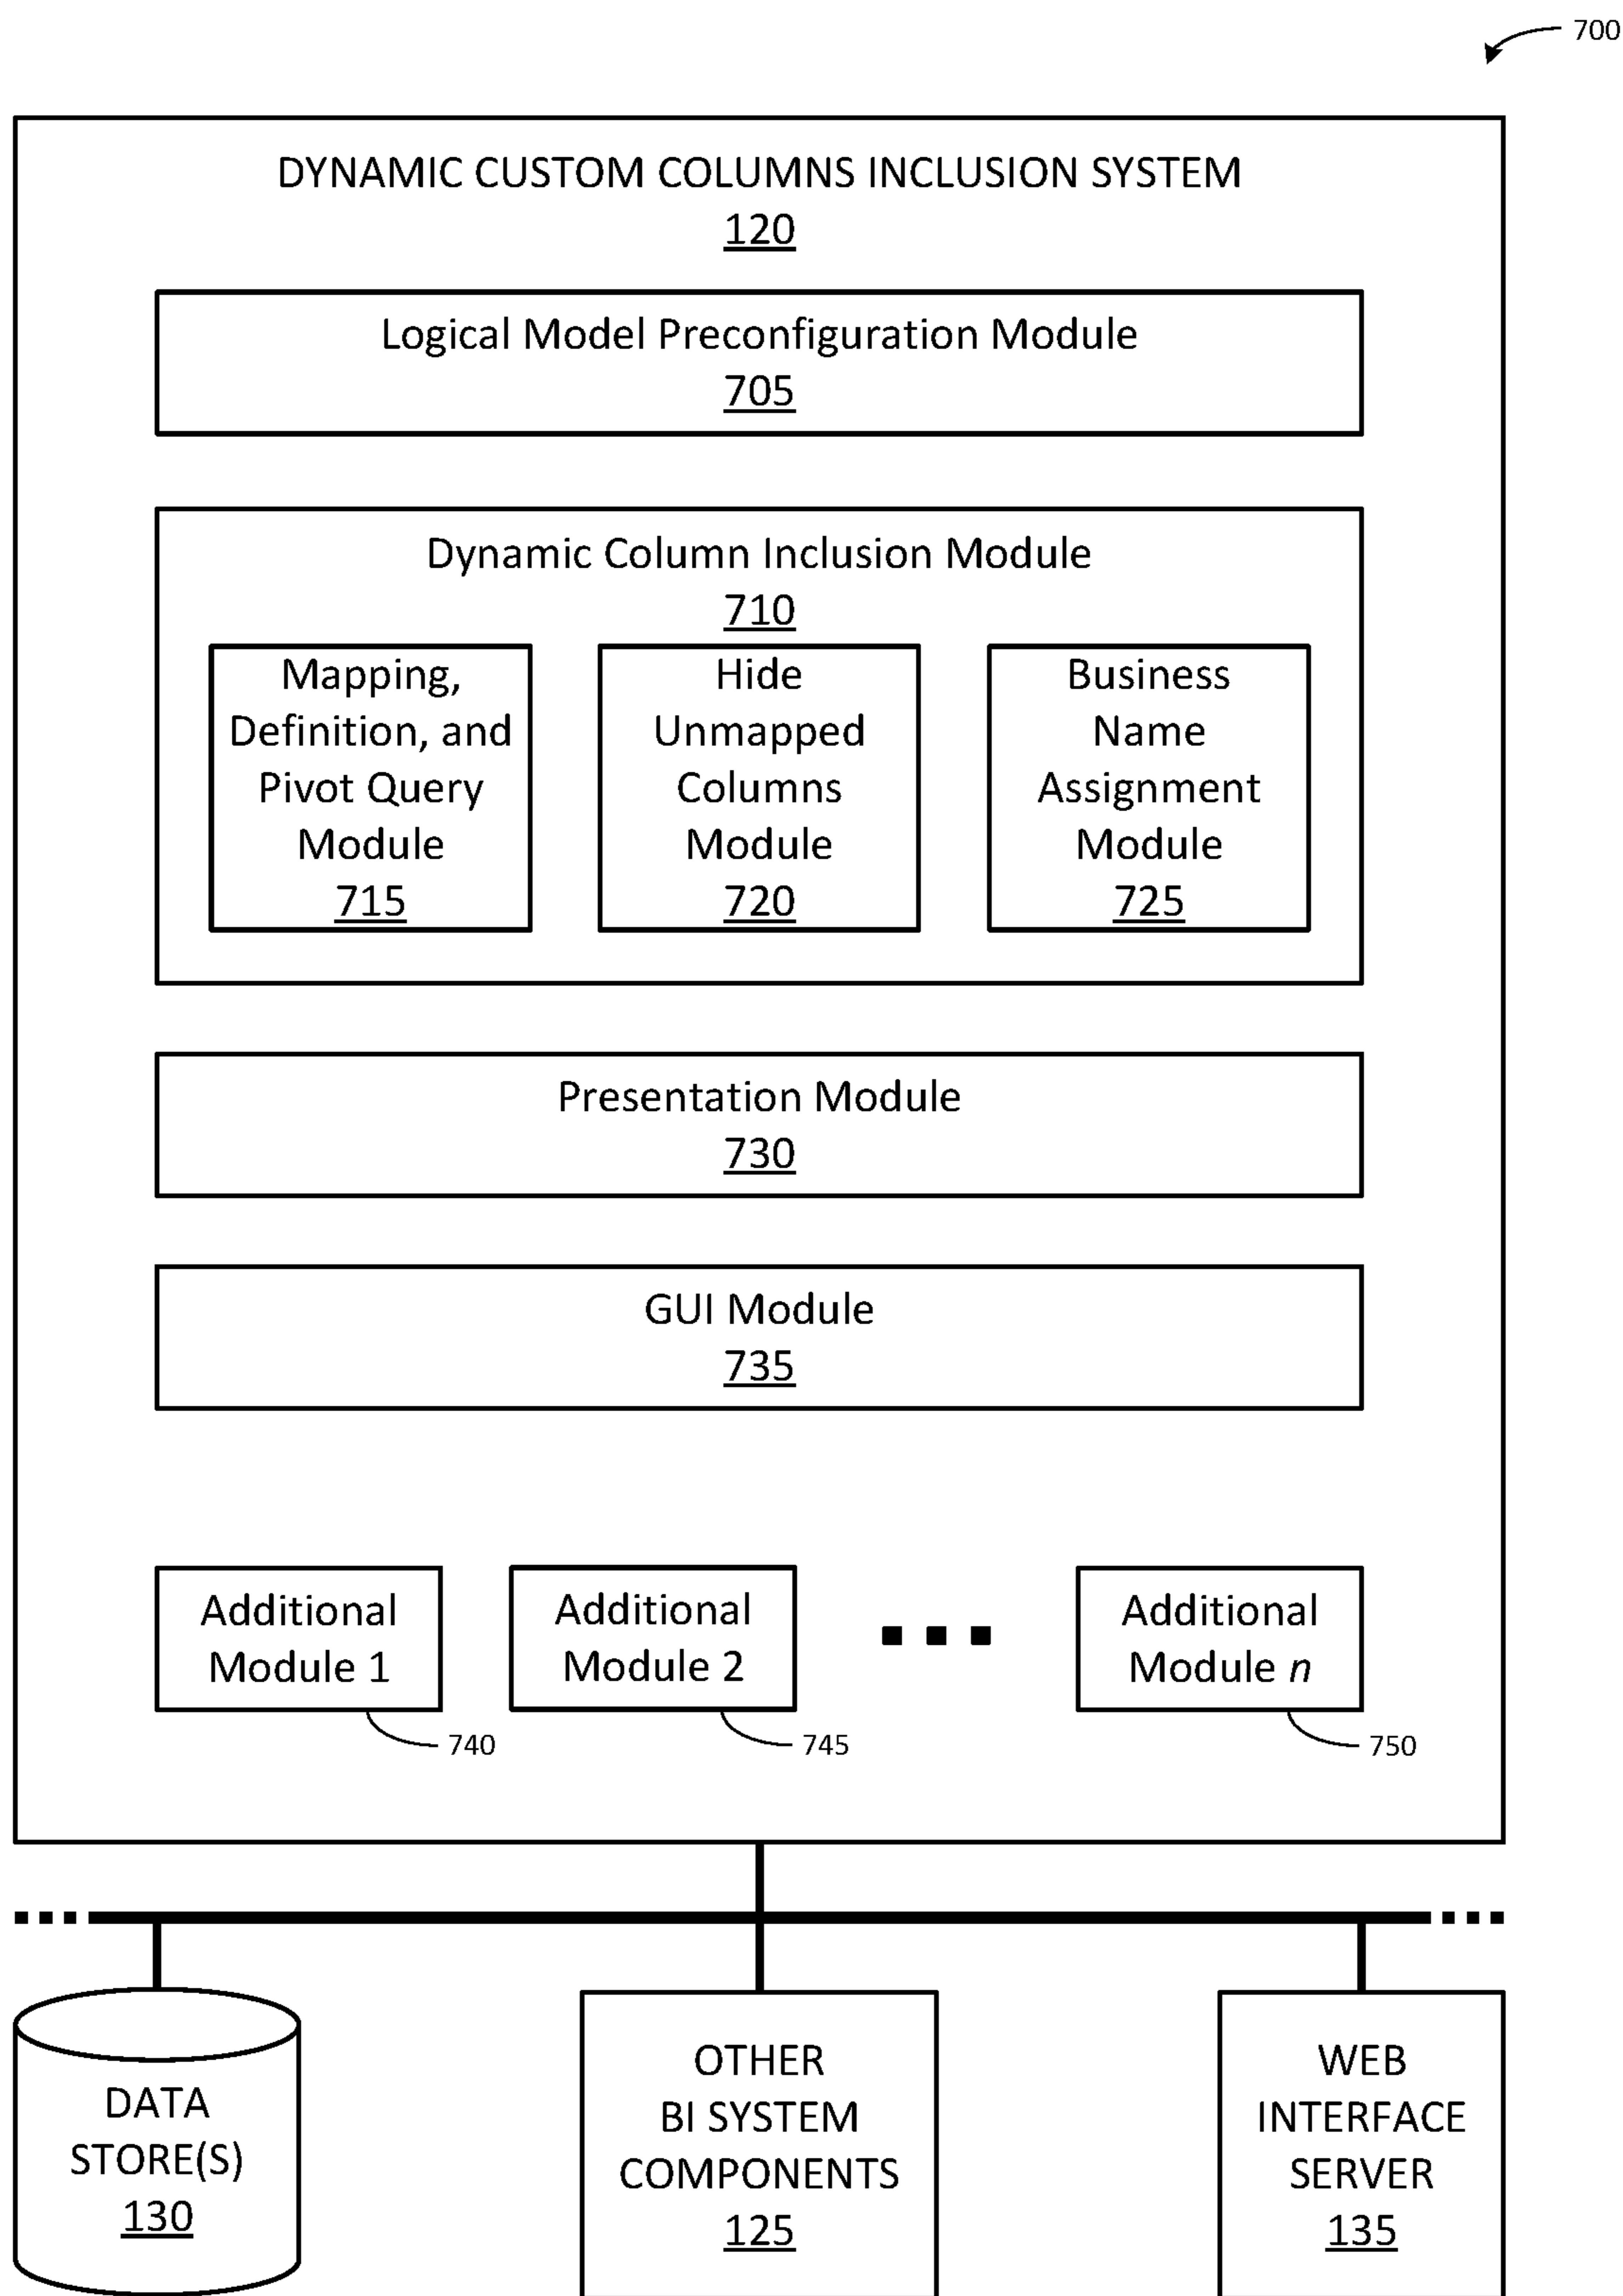 700
DYNAMIC CUSTOM COLUMNS INCLUSION SYSTEM
120
Logical Model Preconfiguration Module
705
Dynamic Column Inclusion Module
710
Mapping,
Definition, and
Pivot Query
Module
715
Hide
Unmapped
Columns
Module
720
Business
Name
Assignment
Module
725
Presentation Module
730
GUI Module
735
Additional
Module 1
740
Additional
Module 2
745
Additional
Module n
750
DATA
STORE(S)
130
OTHER
BI SYSTEM
COMPONENTS
125
WEB
INTERFACE
SERVER
135